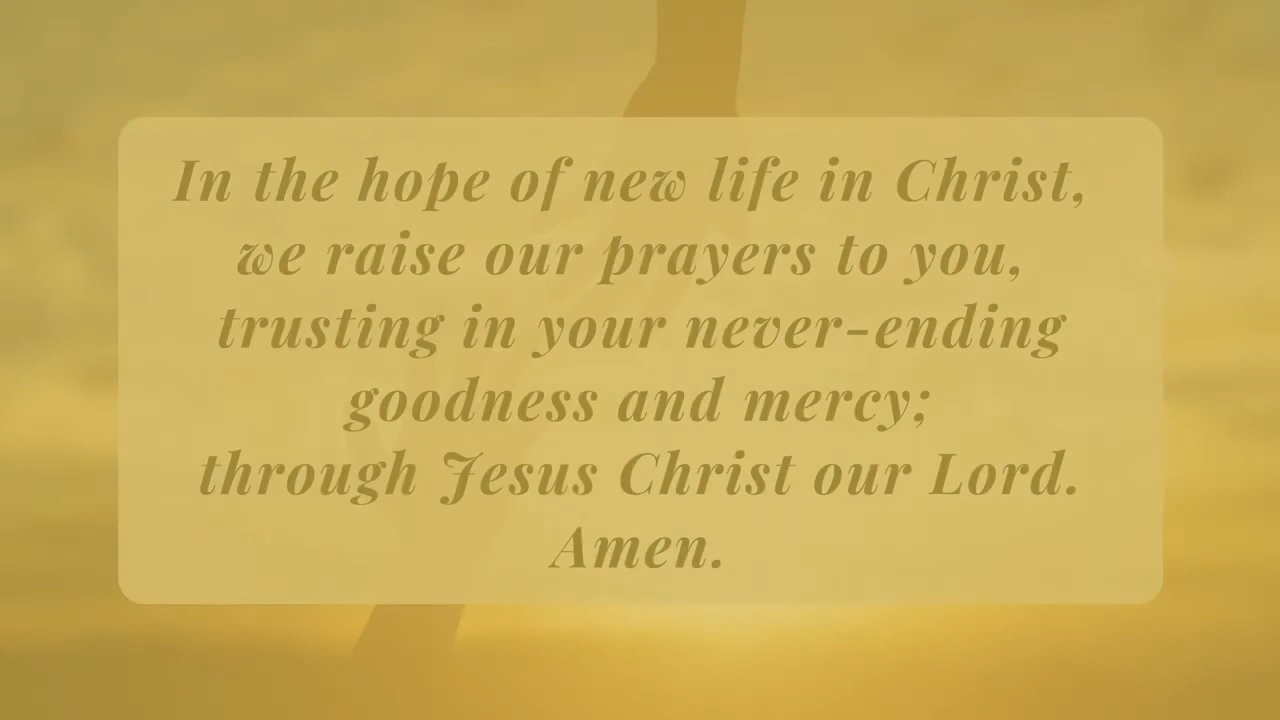 In the hope of new life in Christ,
we raise our prayers to you,
trusting in your never-ending
goodness and mercy;
through Jesus Christ our Lord.
Amen.